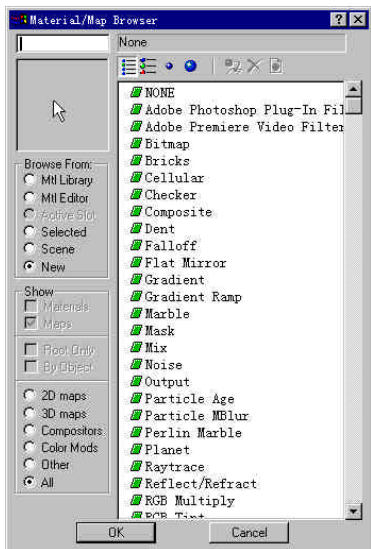 Material/Map Browser
None
NONE
Adobe Photoshop Plug-In Fil
Adobe Premiere Video Filter
Bitmap
Bricks
Cellular
Checker
Composite
Dent
Falloff
Flat Mirror
Gradient
Gradient Ramp
Marble
Mask
Mix
Noise
Output
Particle Age
Particle MBlur
Perlin Marble
Planet
Raytrace
Reflect/Refract
RGB Multiply
RGB Tint
Browse From:
Mtl Library
Mtl Editor
Active Slot
Selected
Scene
New
Show
Materials
Maps
Root Only
By Object
2D maps
3D maps
Compositors
Color Mods
Other
All
OK
Cancel